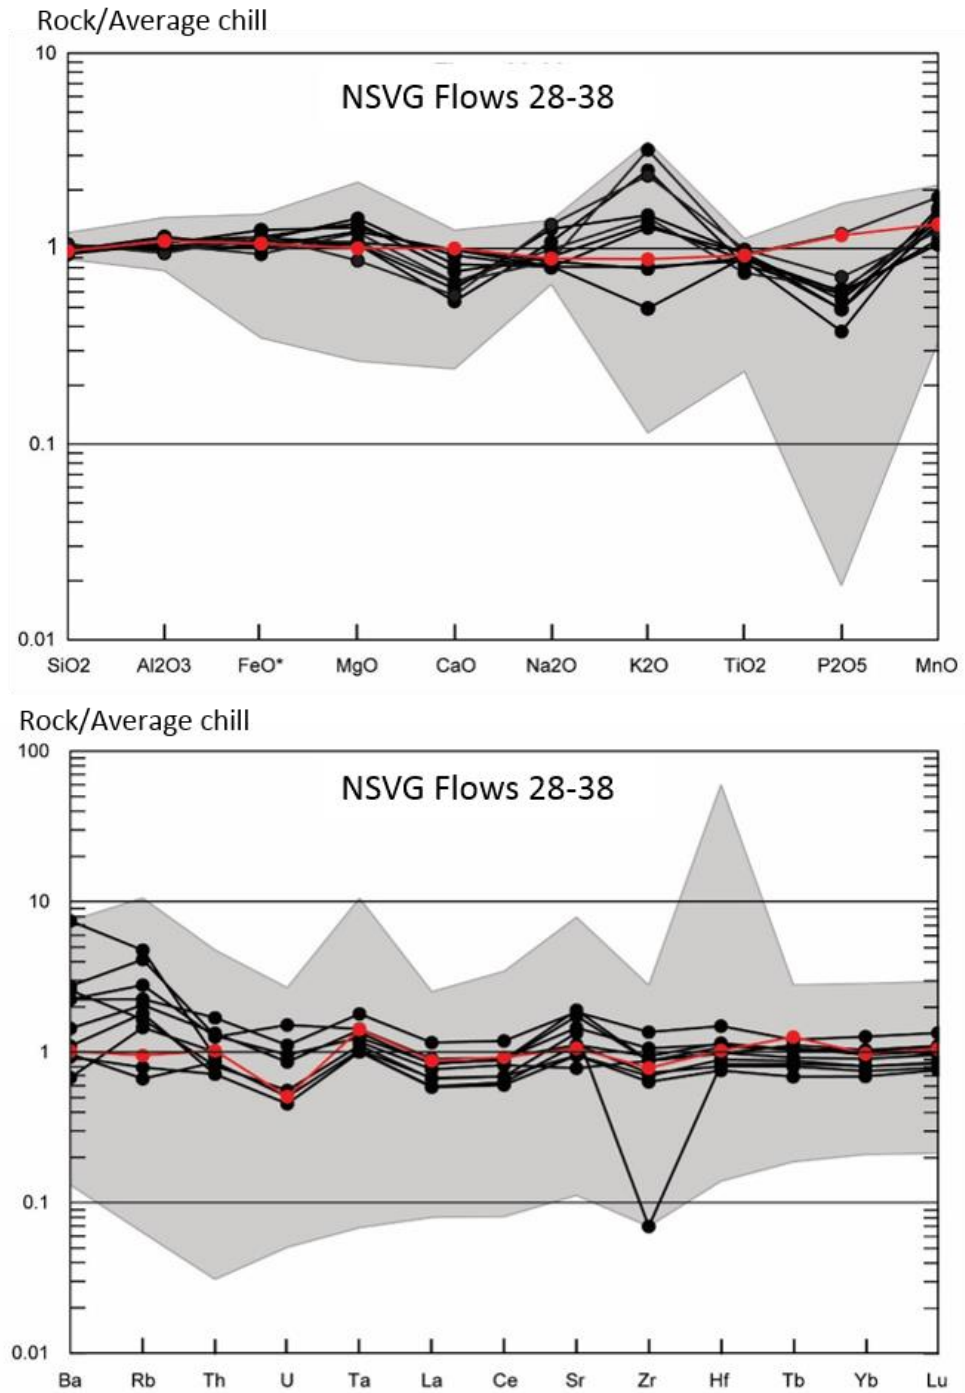 Rock/Average chill
10
NSVG Flows 28-38
1
0.1
0.01
SiO2 Al2O3 FeO* MgO CaO Na2O K2O TiO2 P2O5 MnO
Rock/Average chill
100
NSVG Flows 28-38
10
1
0.1
0.01
Ba Rb Th U Ta La Ce Sr Zr Hf Tb Yb Lu